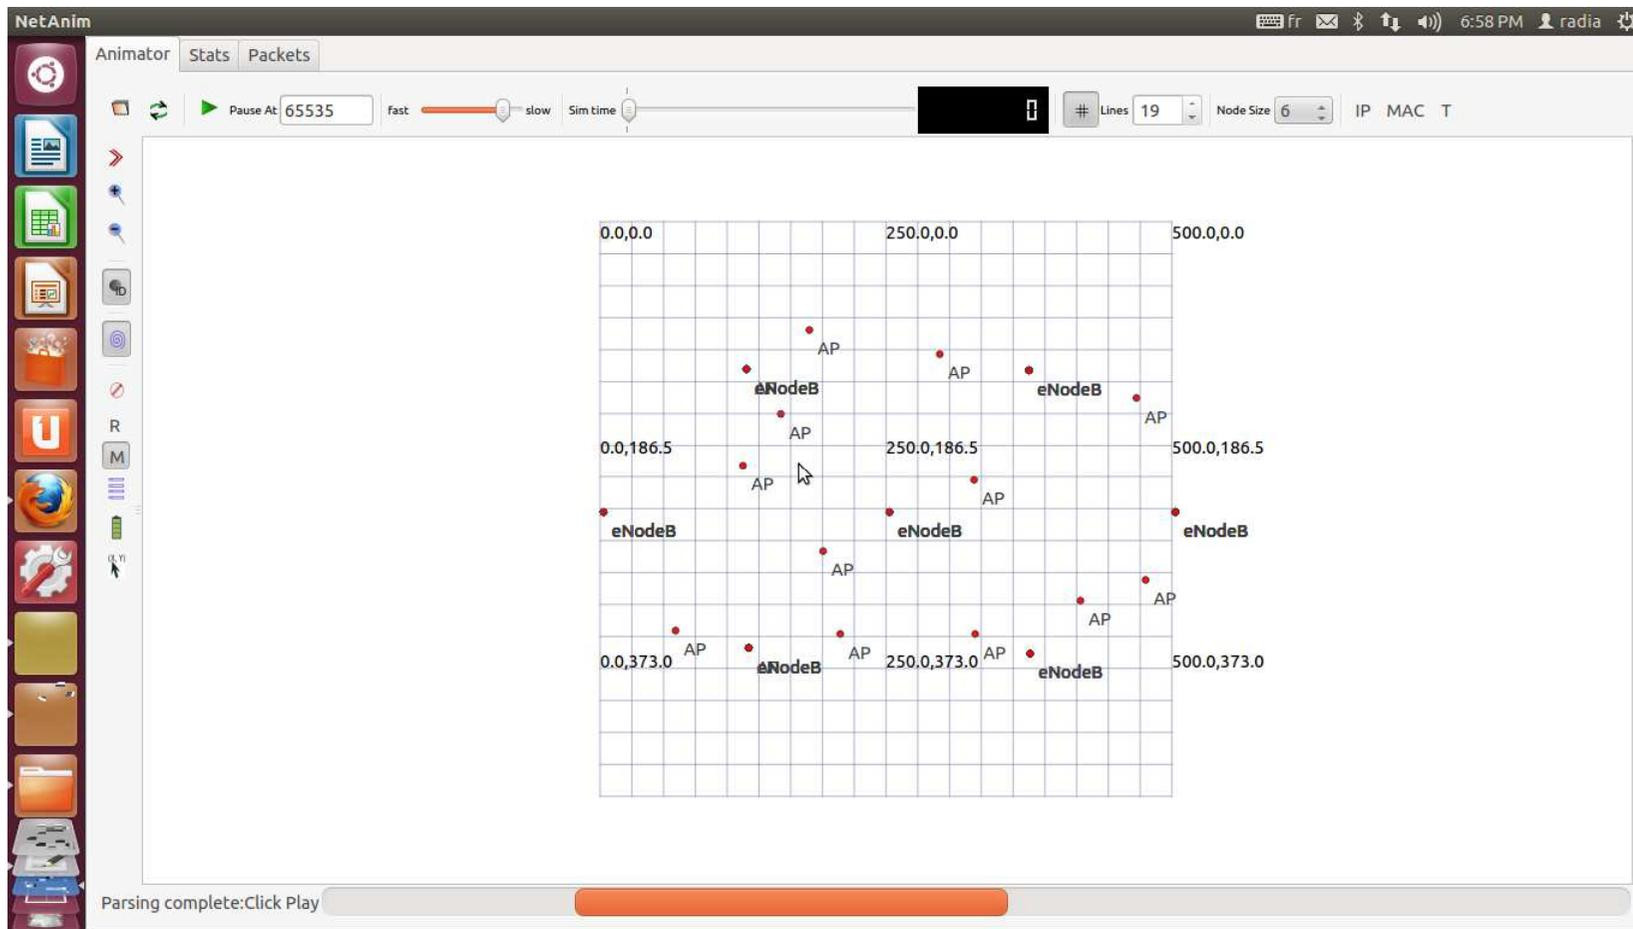 NetAnim
fr 6:58 PM radia
Animator Stats Packets
Pause At 65535 fast slow Sim time 0 # Lines 19 Node Size 6 IP MAC T
0.0,0.0 250.0,0.0 500.0,0.0
AP
AP
eNodeB eNodeB
AP
AP
0.0,186.5 250.0,186.5 500.0,186.5
AP
AP
eNodeB eNodeB eNodeB
AP
AP
AP
AP AP AP
0.0,373.0 250.0,373.0 500.0,373.0
eNodeB eNodeB
ID
R
M
(X, Y)
Parsing complete:Click Play